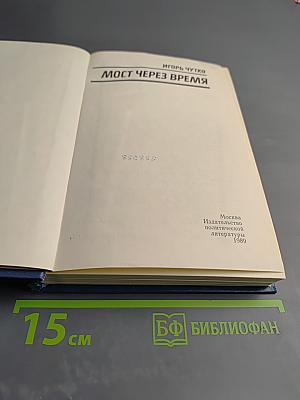 ИГОРЬ ЧУТКО
МОСТ ЧЕРЕЗ ВРЕМЯ
Москва
Издательство
политической
литературы
1989
15 см
БФ БИБЛИОФАН